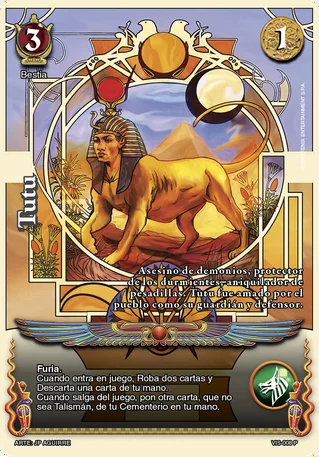 3
1
Bestia
Tutu
Asesino de demonios, protector
de los durmientes, aniquilador de
pesadillas. Tutu fue amado por el
pueblo como su guardián y defensor.
Furia.
Cuando entra en juego, Roba dos cartas y
Descarta una carta de tu mano.
Cuando salga del juego, pon otra carta, que no
sea Talismán, de tu Cementerio en tu mano.
ARTE: JP AGUIRRE